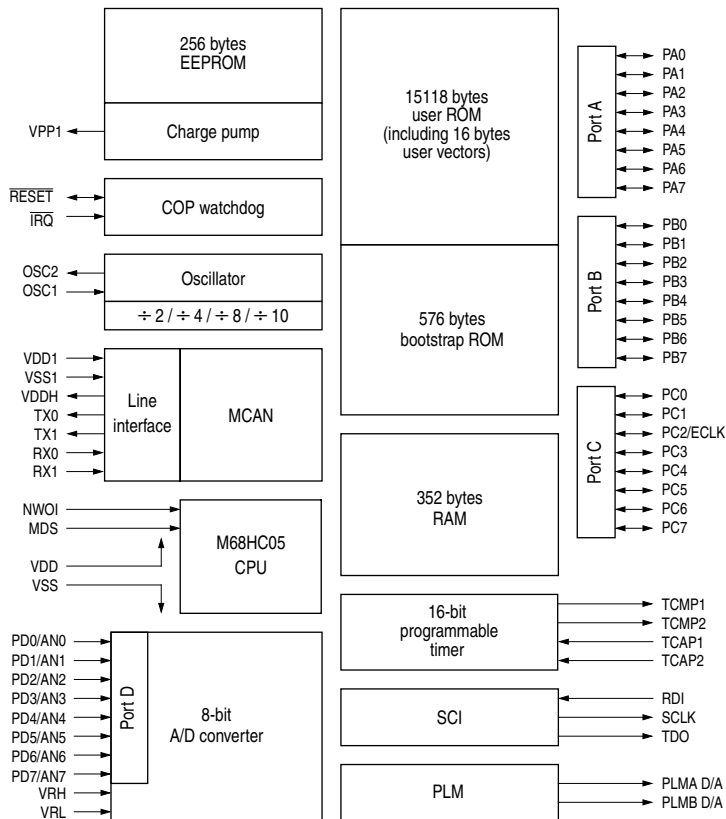 256 bytes
EEPROM
VPP1
Charge pump
RESET
IRQ
COP watchdog
OSC2
OSC1
Oscillator
÷ 2 / ÷ 4 / ÷ 8 / ÷ 10
VDD1
VSS1
VDDH
TX0
TX1
RX0
RX1
Line
interface
MCAN
NWOI
MDS
VDD
VSS
M68HC05
CPU
PD0/AN0
PD1/AN1
PD2/AN2
PD3/AN3
PD4/AN4
PD5/AN5
PD6/AN6
PD7/AN7
VRH
VRL
Port D
8-bit
A/D converter
15118 bytes
user ROM
(including 16 bytes
user vectors)
576 bytes
bootstrap ROM
352 bytes
RAM
16-bit
programmable
timer
SCI
PLM
Port A
PA0
PA1
PA2
PA3
PA4
PA5
PA6
PA7
Port B
PB0
PB1
PB2
PB3
PB4
PB5
PB6
PB7
Port C
PC0
PC1
PC2/ECLK
PC3
PC4
PC5
PC6
PC7
TCMP1
TCMP2
TCAP1
TCAP2
RDI
SCLK
TDO
PLMA D/A
PLMB D/A